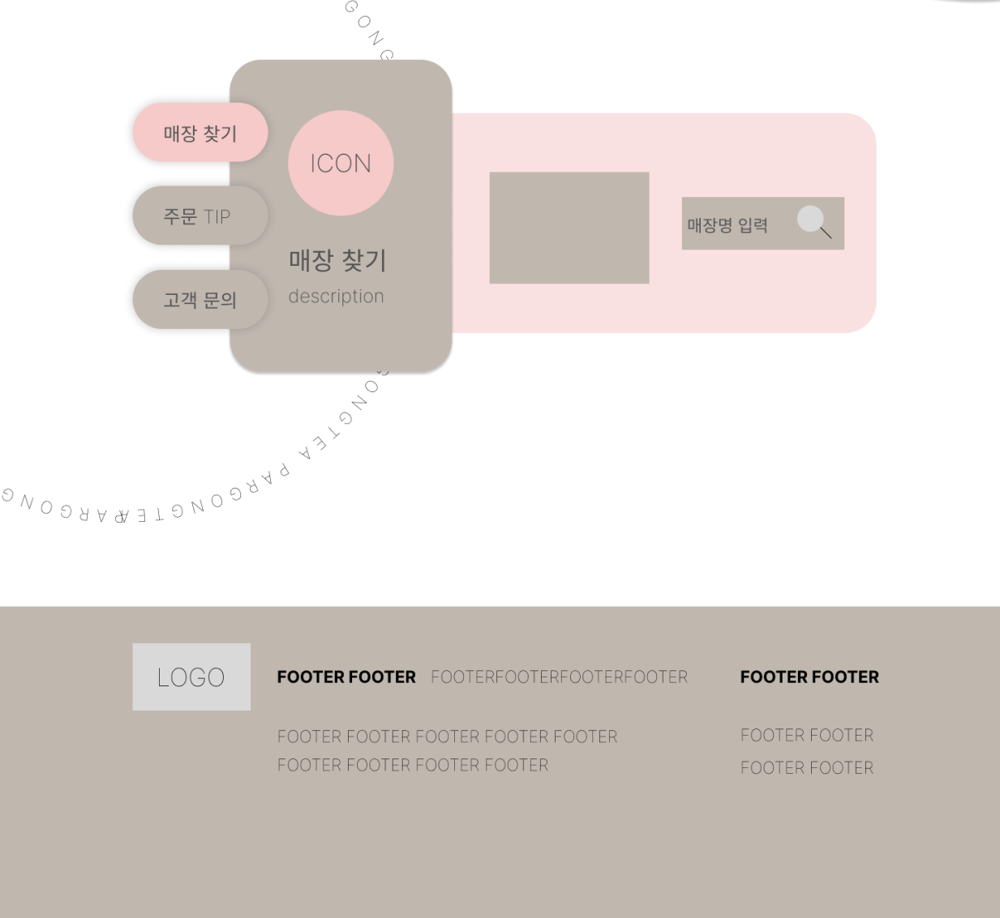 GONG
매장 찾기
ICON
주문 TIP
매장명 입력
매장 찾기
고객 문의
description
GONGTEA PARGONGTEA
PARGONG
LOGO
FOOTER FOOTER FOOTERFOOTERFOOTERFOOTER
FOOTER FOOTER FOOTER FOOTER FOOTER
FOOTER FOOTER FOOTER FOOTER
FOOTER FOOTER
FOOTER FOOTER
FOOTER FOOTER